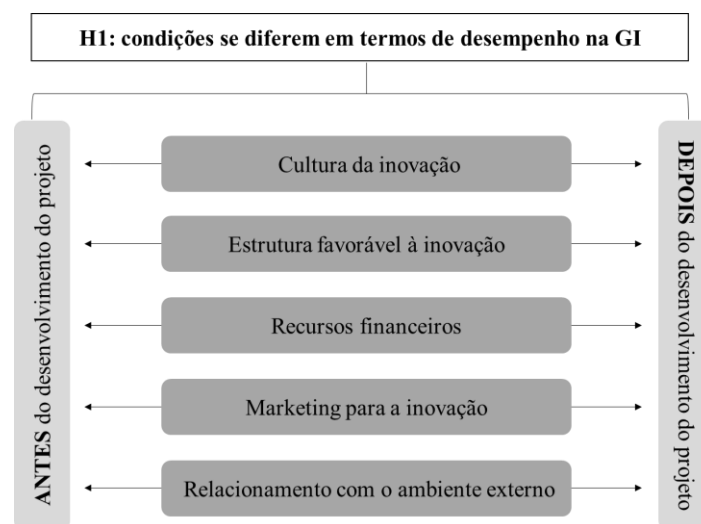 H1: condições se diferem em termos de desempenho na GI
ANTES do desenvolvimento do projeto
Cultura da inovação
Estrutura favorável à inovação
Recursos financeiros
Marketing para a inovação
Relacionamento com o ambiente externo
DEPOIS do desenvolvimento do projeto